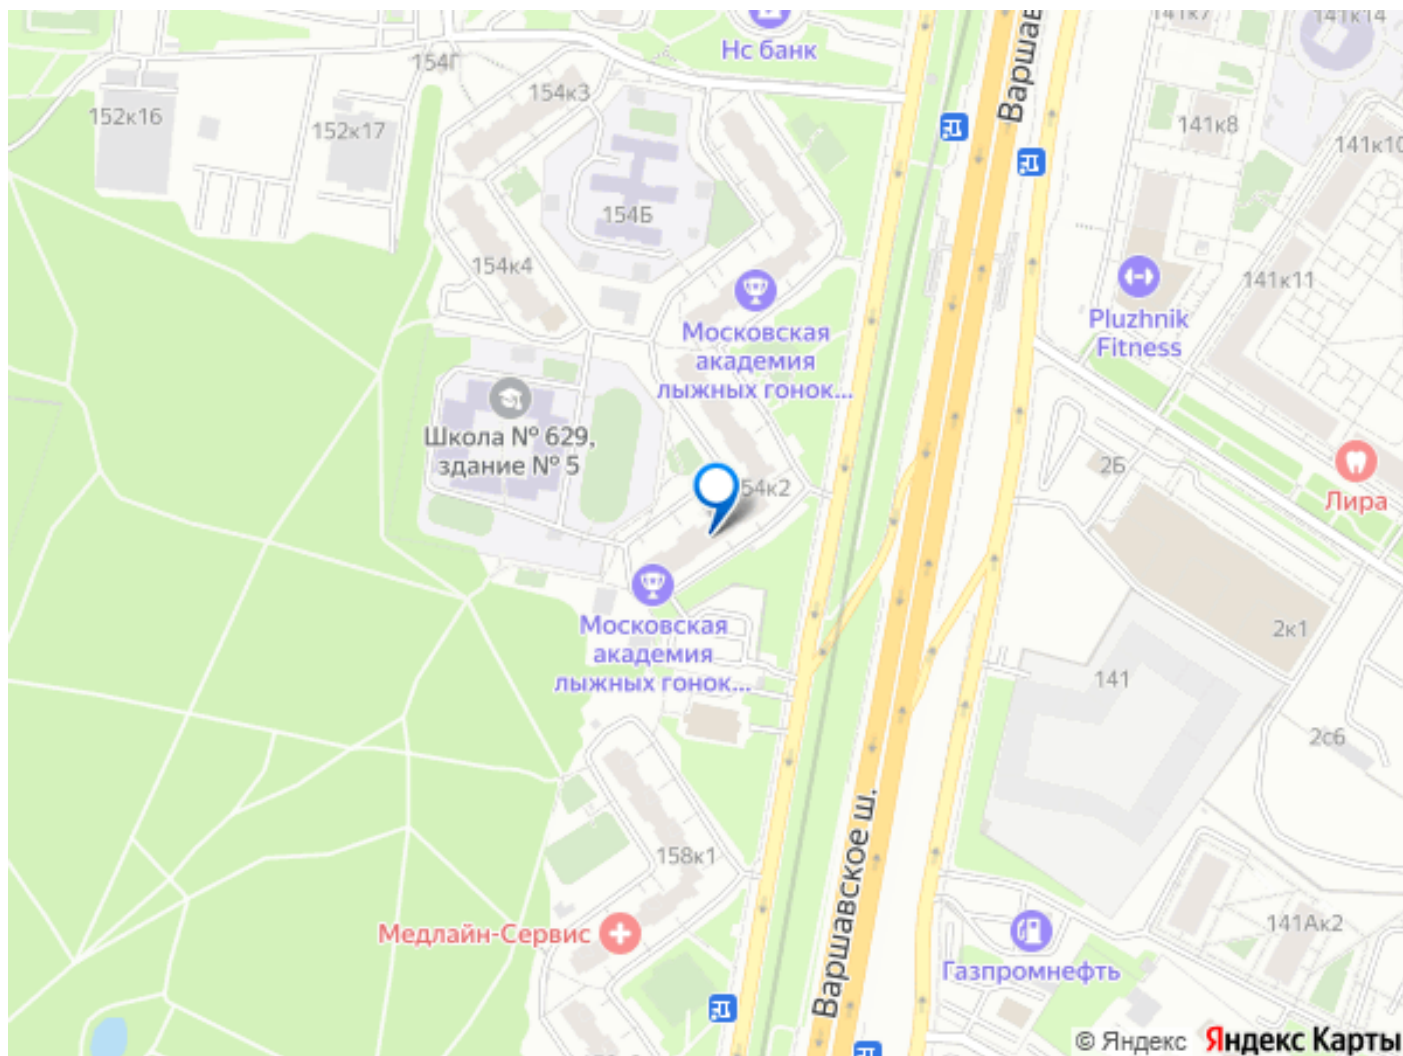 141к7
141к14
Нс банк
Варшав
154Г
154к3
152к16
152к17
141к8
141к10
154Б
154к4
141к11
Московская
академия
лыжных гонок...
Pluzhnik
Fitness
Школа № 629,
здание № 5
2Б
54к2
Лира
Московская
академия
лыжных гонок...
2к1
141
2с6
Варшавское ш.
158к1
141Ак2
Медлайн-Сервис
Газпромнефть
© Яндекс Яндекс Карты